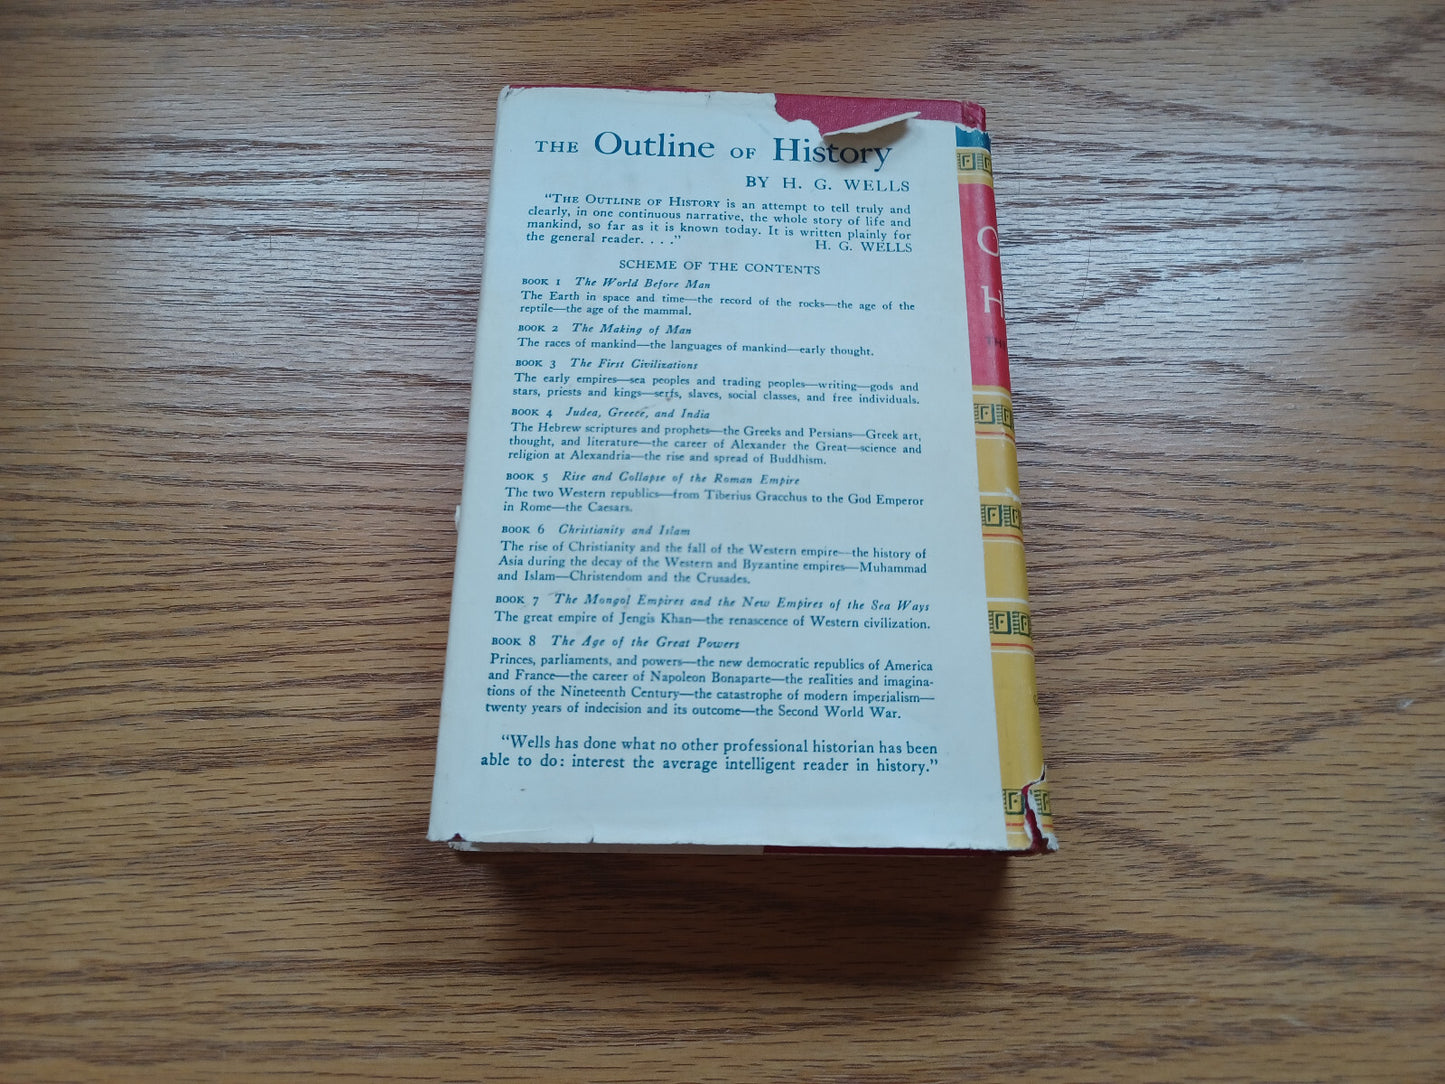 THE Outline OF History
BY H. G. WELLS
"THE OUTLINE OF HISTORY is an attempt to tell truly and
clearly, in one continuous narrative, the whole story of life and
mankind, so far as it is known today. It is written plainly for
the general reader. . . ."
H. G. WELLS
SCHEME OF THE CONTENTS
BOOK 1 The World Before Man
The Earth in space and time—the record of the rocks—the age of the
reptile—the age of the mammal.
BOOK 2 The Making of Man
The races of mankind—the languages of mankind—early thought.
BOOK 3 The First Civilizations
The early empires—sea peoples and trading peoples—writing—gods and
stars, priests and kings—serfs, slaves, social classes, and free individuals.
BOOK 4 Judea, Greece, and India
The Hebrew scriptures and prophets—the Greeks and Persians—Greek art,
thought, and literature—the career of Alexander the Great—science and
religion at Alexandria—the rise and spread of Buddhism.
BOOK 5 Rise and Collapse of the Roman Empire
The two Western republics—from Tiberius Gracchus to the God Emperor
in Rome—the Caesars.
BOOK 6 Christianity and Islam
The rise of Christianity and the fall of the Western empire—the history of
Asia during the decay of the Western and Byzantine empires—Muhammad
and Islam—Christendom and the Crusades.
BOOK 7 The Mongol Empires and the New Empires of the Sea Ways
The great empire of Jengis Khan—the renascence of Western civilization.
BOOK 8 The Age of the Great Powers
Princes, parliaments, and powers—the new democratic republics of America
and France—the career of Napoleon Bonaparte—the realities and imagina-
tions of the Nineteenth Century—the catastrophe of modern imperialism—
twenty years of indecision and its outcome—the Second World War.
"Wells has done what no other professional historian has been
able to do: interest the average intelligent reader in history."